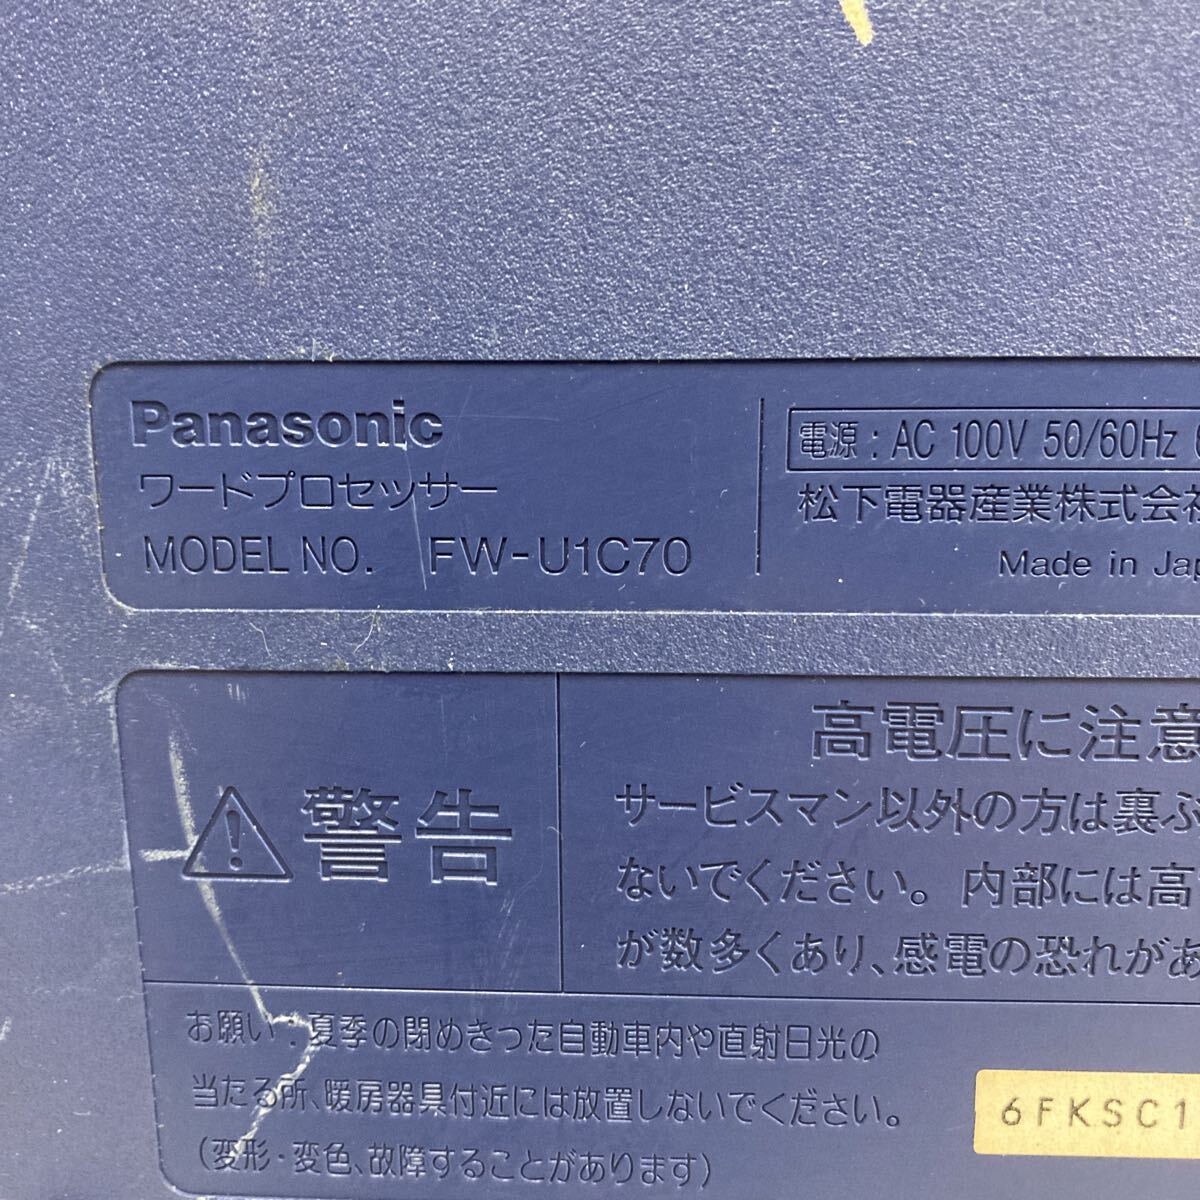 Panasonic
ワードプロセッサー
MODEL NO. FW-U1C70
電源 : AC 100V 50/60Hz
松下電器産業株式会社
Made in Jap
警告
高電圧に注意
サービスマン以外の方は裏ぶ
ないでください。内部には高
が数多くあり、感電の恐れがあ
お願い : 夏季の閉めきった自動車内や直射日光の
当たる所、暖房器具付近には放置しないでください。
(変形・変色、故障することがあります)
6FKSC1